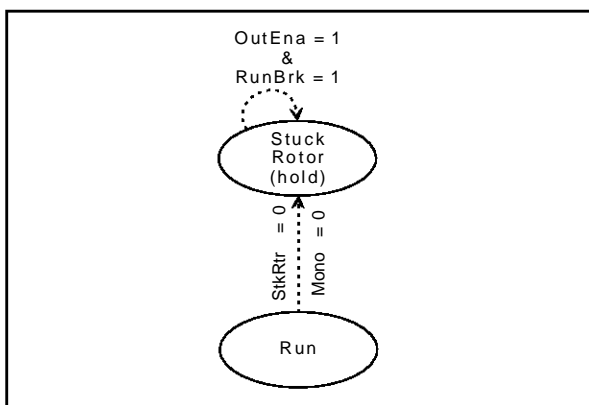 OutEna = 1
&
RunBrk = 1
Stuck
Rotor
(hold)
StkRtr = 0
Mono = 0
Run